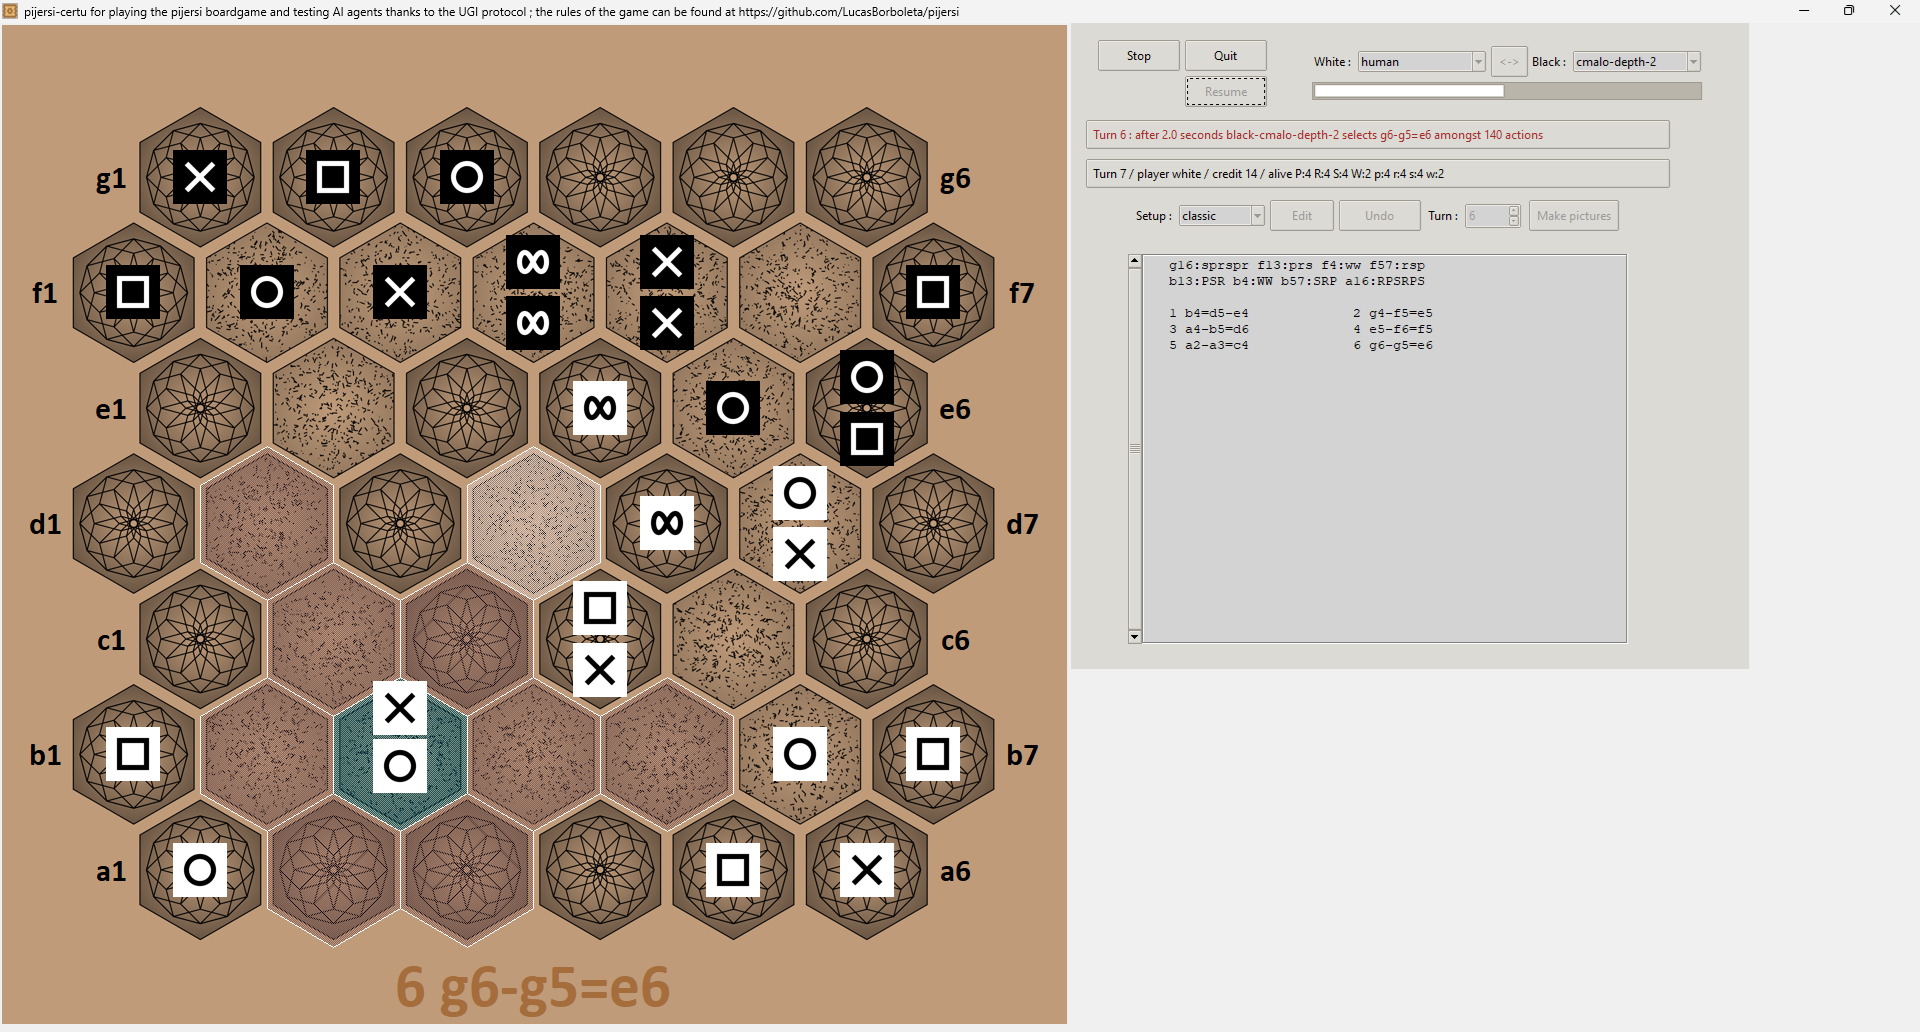 pijersi-certu for playing the pijersi boardgame and testing AI agents thanks to the UGI protocol ; the rules of the game can be found at https://github.com/LucasBorboleta/pijersi
Stop Quit
Resume
White : human <-> Black : cmalo-depth-2
Turn 6 : after 2.0 seconds black-cmalo-depth-2 selects g6-g5=e6 amongst 140 actions
Turn 7 / player white / credit 14 / alive P:4 R:4 S:4 W:2 p:4 r:4 s:4 w:2
Setup : classic Edit Undo Turn : 6 Make pictures
g16:sprspr f13:prs f4:ww f57:rsp
b13:PSR b4:WW b57:SRP a16:RPSRPS
1 b4=d5-e4 2 g4-f5=e5
3 a4-b5=d6 4 e5-f6=f5
5 a2-a3=c4 6 g6-g5=e6
g1 g6
f1 f7
e1 e6
d1 d7
c1 c6
b1 b7
a1 a6
6 g6-g5=e6